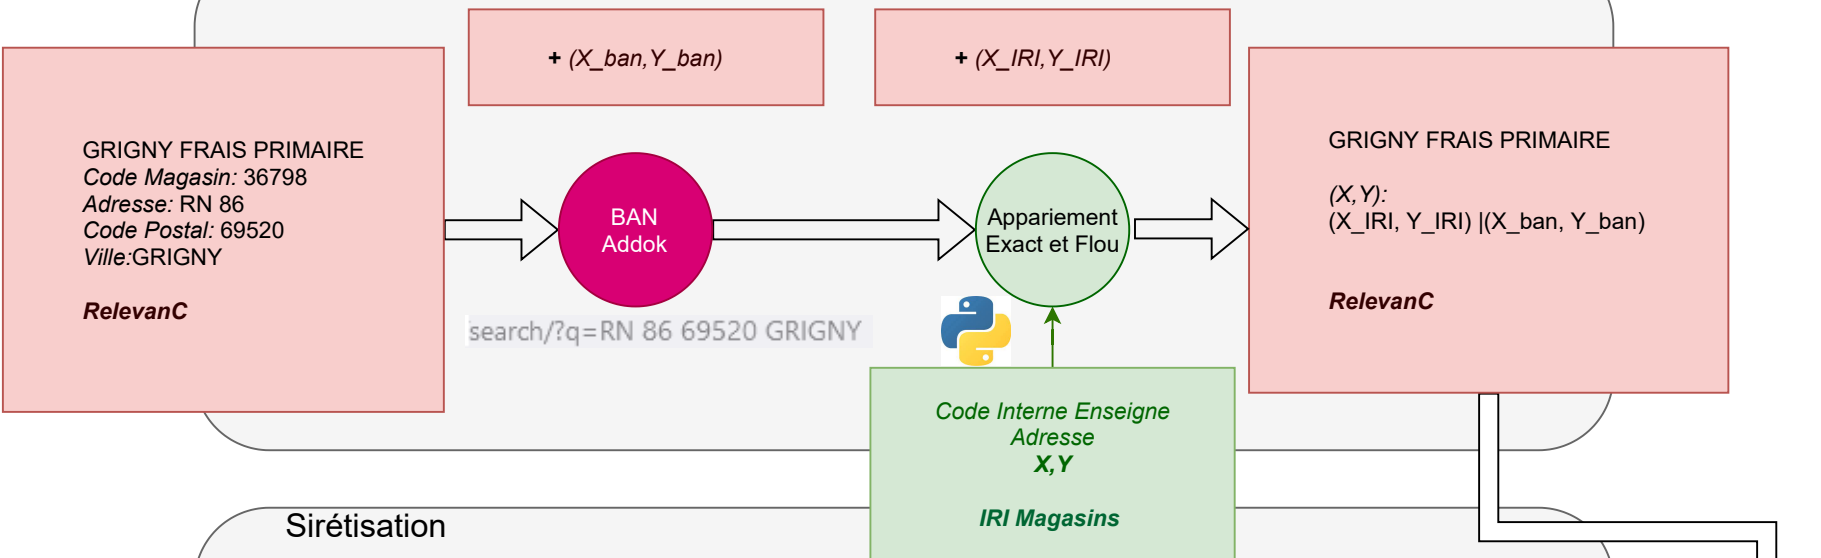 + (X_ban,Y_ban)
+ (X_IRI,Y_IRI)
GRIGNY FRAIS PRIMAIRE
Code Magasin: 36798
Adresse: RN 86
Code Postal: 69520
Ville:GRIGNY
RelevanC
BAN
Addok
search/?q=RN 86 69520 GRIGNY
Appariement
Exact et Flou
GRIGNY FRAIS PRIMAIRE
(X,Y):
(X_IRI, Y_IRI) |(X_ban, Y_ban)
RelevanC
Code Interne Enseigne
Adresse
X,Y
IRI Magasins
Sirétisation